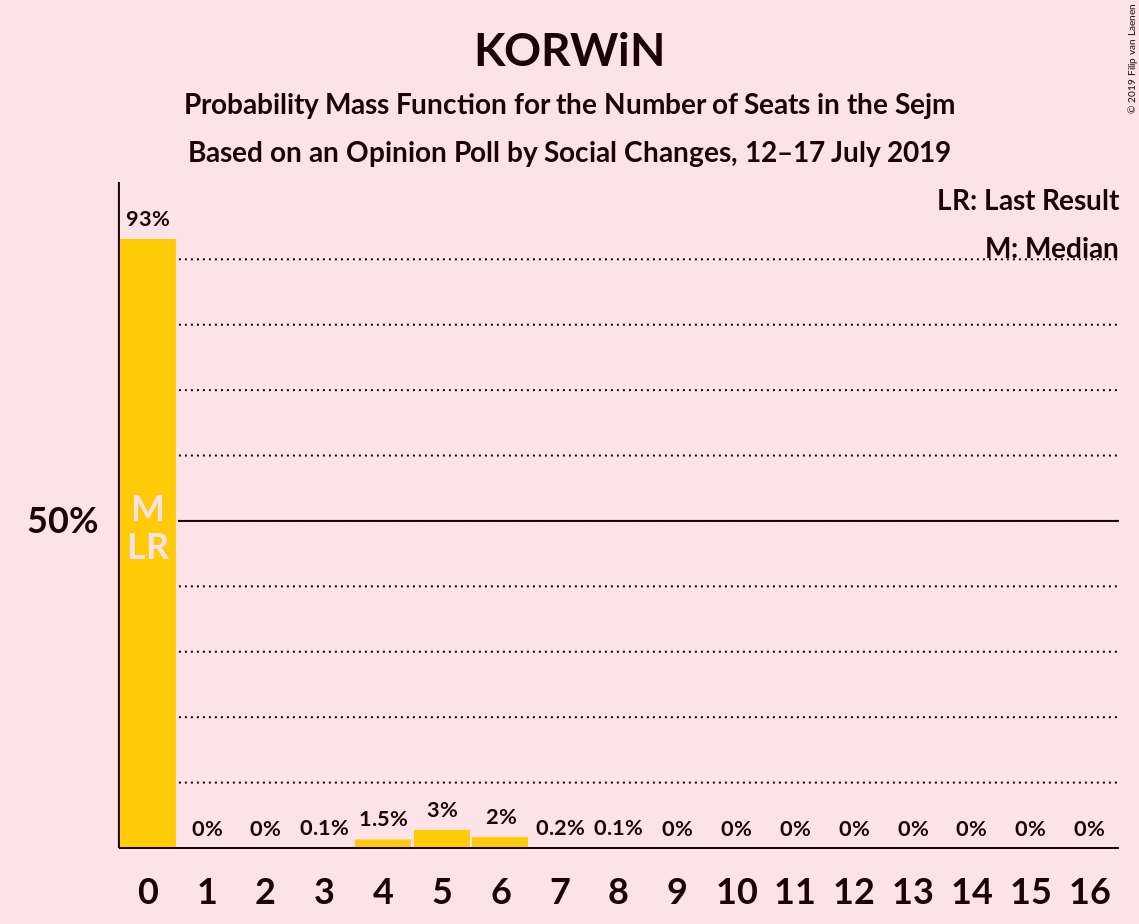 KORWiN
Probability Mass Function for the Number of Seats in the Sejm
Based on an Opinion Poll by Social Changes, 12–17 July 2019
© 2019 Filip van Laenen
LR: Last Result
M: Median
93%
M
LR
50%
0% 0% 0.1% 1.5% 3% 2% 0.2% 0.1% 0% 0% 0% 0% 0% 0% 0% 0%
0 1 2 3 4 5 6 7 8 9 10 11 12 13 14 15 16